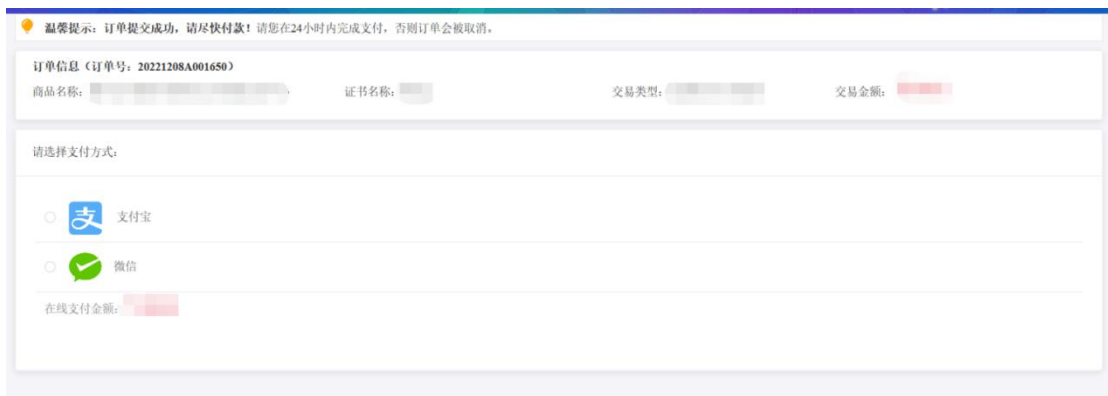 温馨提示：订单提交成功，请尽快付款！请您在24小时内完成支付，否则订单会被取消。
订单信息（订单号：20221208A001650）
商品名称： 证书名称： 交易类型： 交易金额：
请选择支付方式：
支 支付宝
微信
在线支付金额：